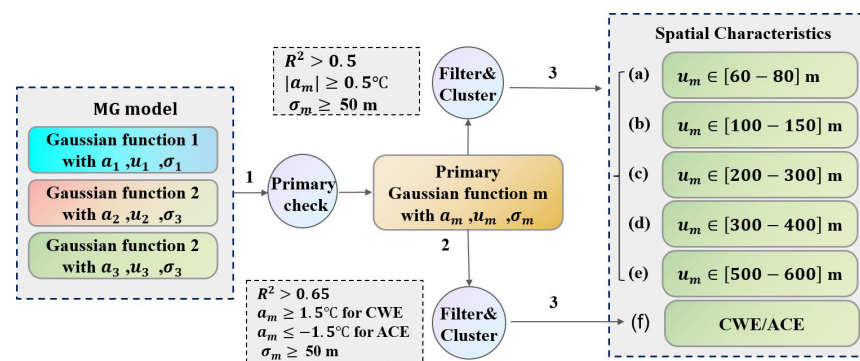 MG model
Gaussian function 1
with a₁ ,u₁ ,σ₁
Gaussian function 2
with a₂ ,u₂ ,σ₃
Gaussian function 2
with a₃ ,u₃ ,σ₃
1
Primary
check
R² > 0.5
|aₘ| ≥ 0.5℃
σₘ ≥ 50 m
Filter&
Cluster
3
Primary
Gaussian function m
with aₘ ,uₘ ,σₘ
2
R² > 0.65
aₘ ≥ 1.5℃ for CWE
aₘ ≤ −1.5℃ for ACE
σₘ ≥ 50 m
Filter&
Cluster
3
Spatial Characteristics
(a) uₘ ∈ [60 − 80] m
(b) uₘ ∈ [100 − 150] m
(c) uₘ ∈ [200 − 300] m
(d) uₘ ∈ [300 − 400] m
(e) uₘ ∈ [500 − 600] m
(f) CWE/ACE